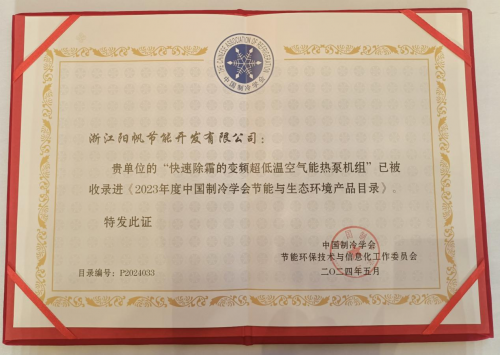 THE CHINESE ASSOCIATION OF REFRIGERATION
中国制冷学会
浙江阳帆节能开发有限公司：
贵单位的“快速除霜的变频超低温空气能热泵机组”已被
收录进《2023年度中国制冷学会节能与生态环境产品目录》。
特发此证
中国制冷学会
节能环保技术与信息化工作委员会
目录编号：P2024033
二〇二四年五月